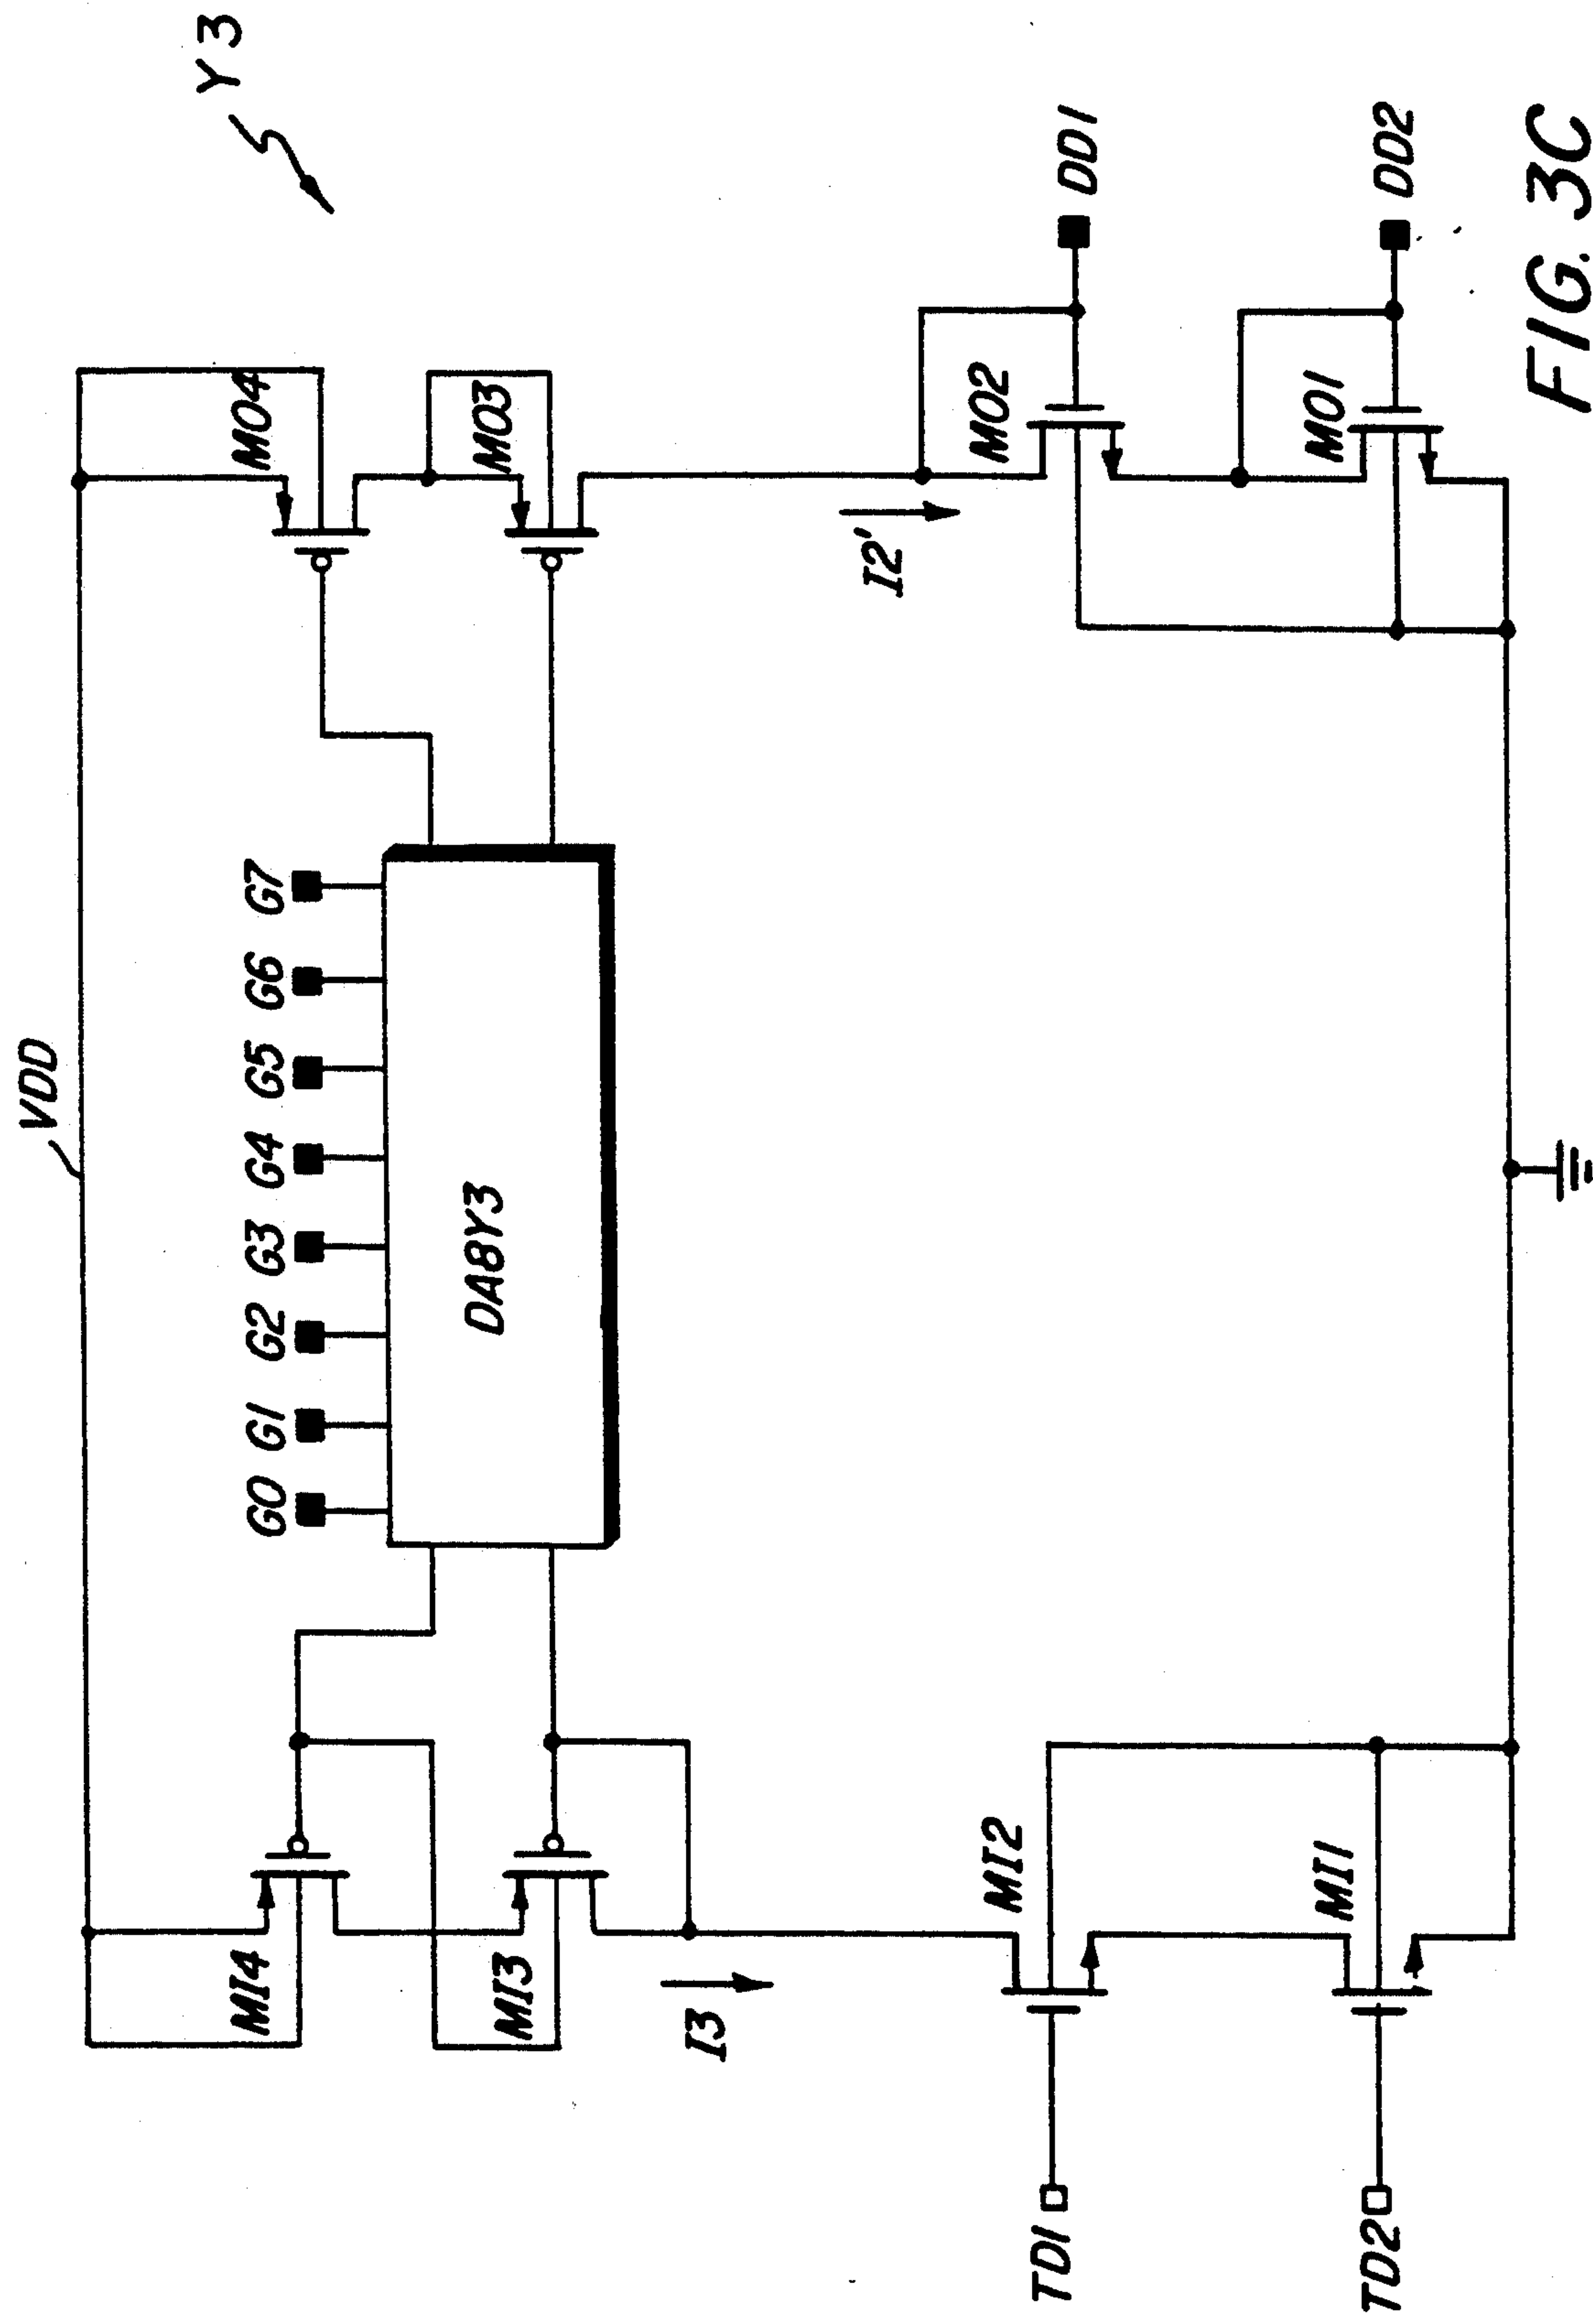 Y3
VDD
G0 G1 G2 G3 G4 G5 G6 G7
MI4
MO4
DA8Y3
MI3
MO3
I3
I2'
MI2
MO2
TD1
DD1
MI1
MO1
TD2
DD2
FIG. 3C